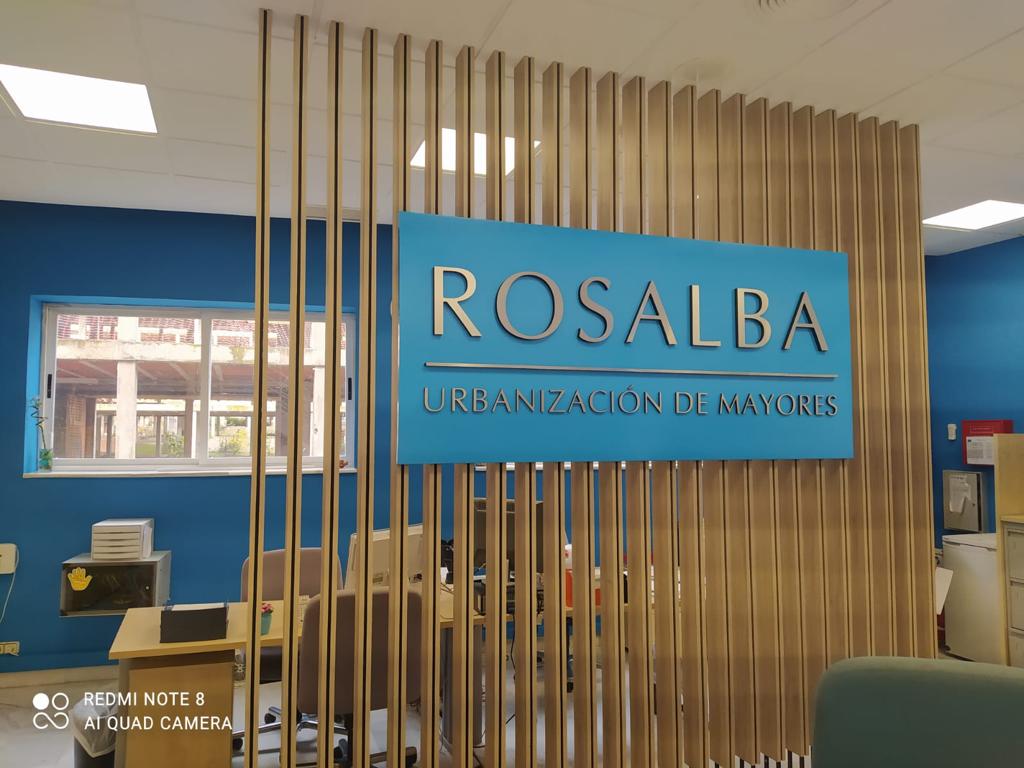 ROSALBA
URBANIZACIÓN DE MAYORES
REDMI NOTE 8
AI QUAD CAMERA